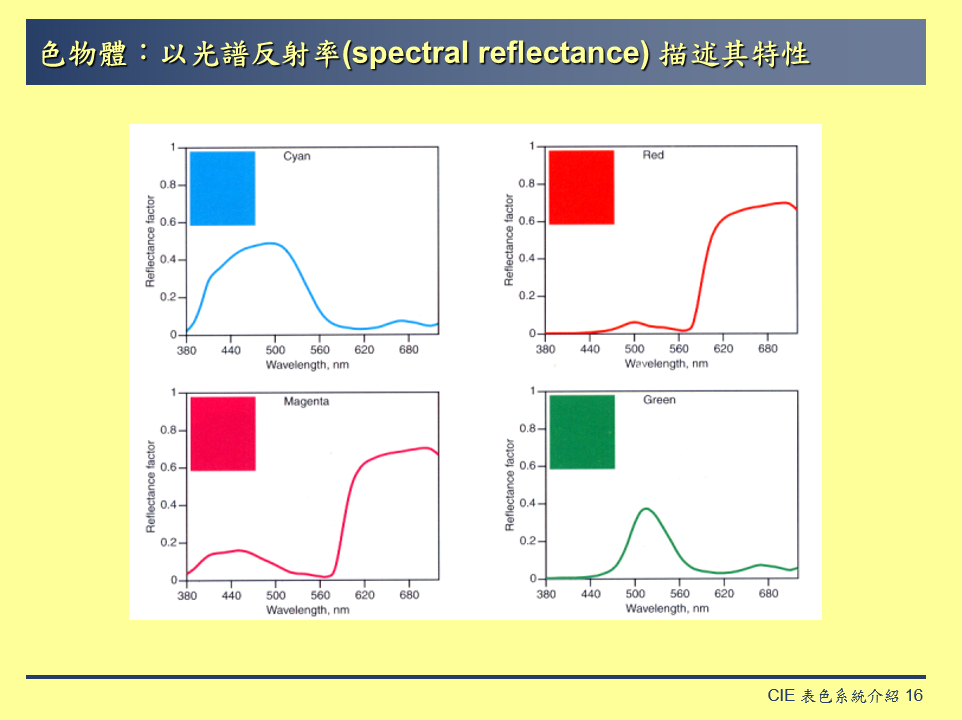 色物體：以光譜反射率(spectral reflectance) 描述其特性
Cyan
Reflectance factor
1
0.8
0.6
0.4
0.2
0
380 440 500 560 620 680
Wavelength, nm
Red
Reflectance factor
1
0.8
0.6
0.4
0.2
0
380 440 500 560 620 680
Wavelength, nm
Magenta
Reflectance factor
1
0.8
0.6
0.4
0.2
0
380 440 500 560 620 680
Wavelength, nm
Green
Reflectance factor
1
0.8
0.6
0.4
0.2
0
380 440 500 560 620 680
Wavelength, nm
CIE 表色系統介紹 16